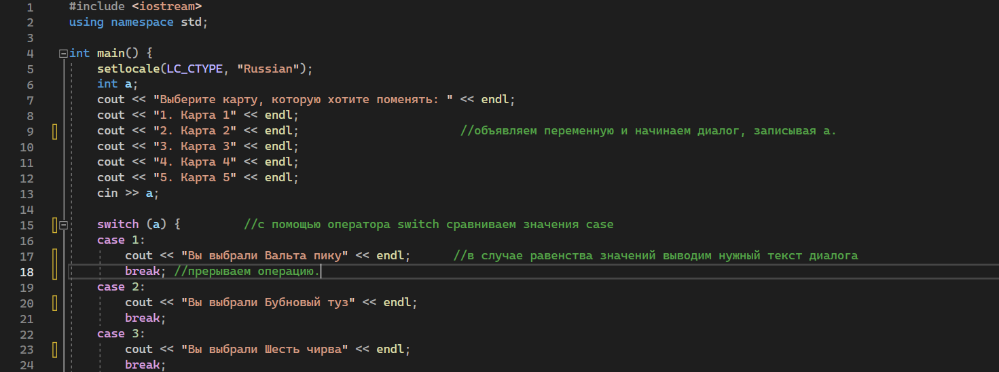 1 #include <iostream>
2 using namespace std;
3
4 int main() {
5 setlocale(LC_CTYPE, "Russian");
6 int a;
7 cout << "Выберите карту, которую хотите поменять: " << endl;
8 cout << "1. Карта 1" << endl;
9 cout << "2. Карта 2" << endl; //объявляем переменную и начинаем диалог, записывая а.
10 cout << "3. Карта 3" << endl;
11 cout << "4. Карта 4" << endl;
12 cout << "5. Карта 5" << endl;
13 cin >> a;
14
15 switch (a) { //с помощью оператора switch сравниваем значения case
16 case 1:
17 cout << "Вы выбрали Вальта пику" << endl; //в случае равенства значений выводим нужный текст диалога
18 break; //прерываем операцию.
19 case 2:
20 cout << "Вы выбрали Бубновый туз" << endl;
21 break;
22 case 3:
23 cout << "Вы выбрали Шесть чирва" << endl;
24 break;